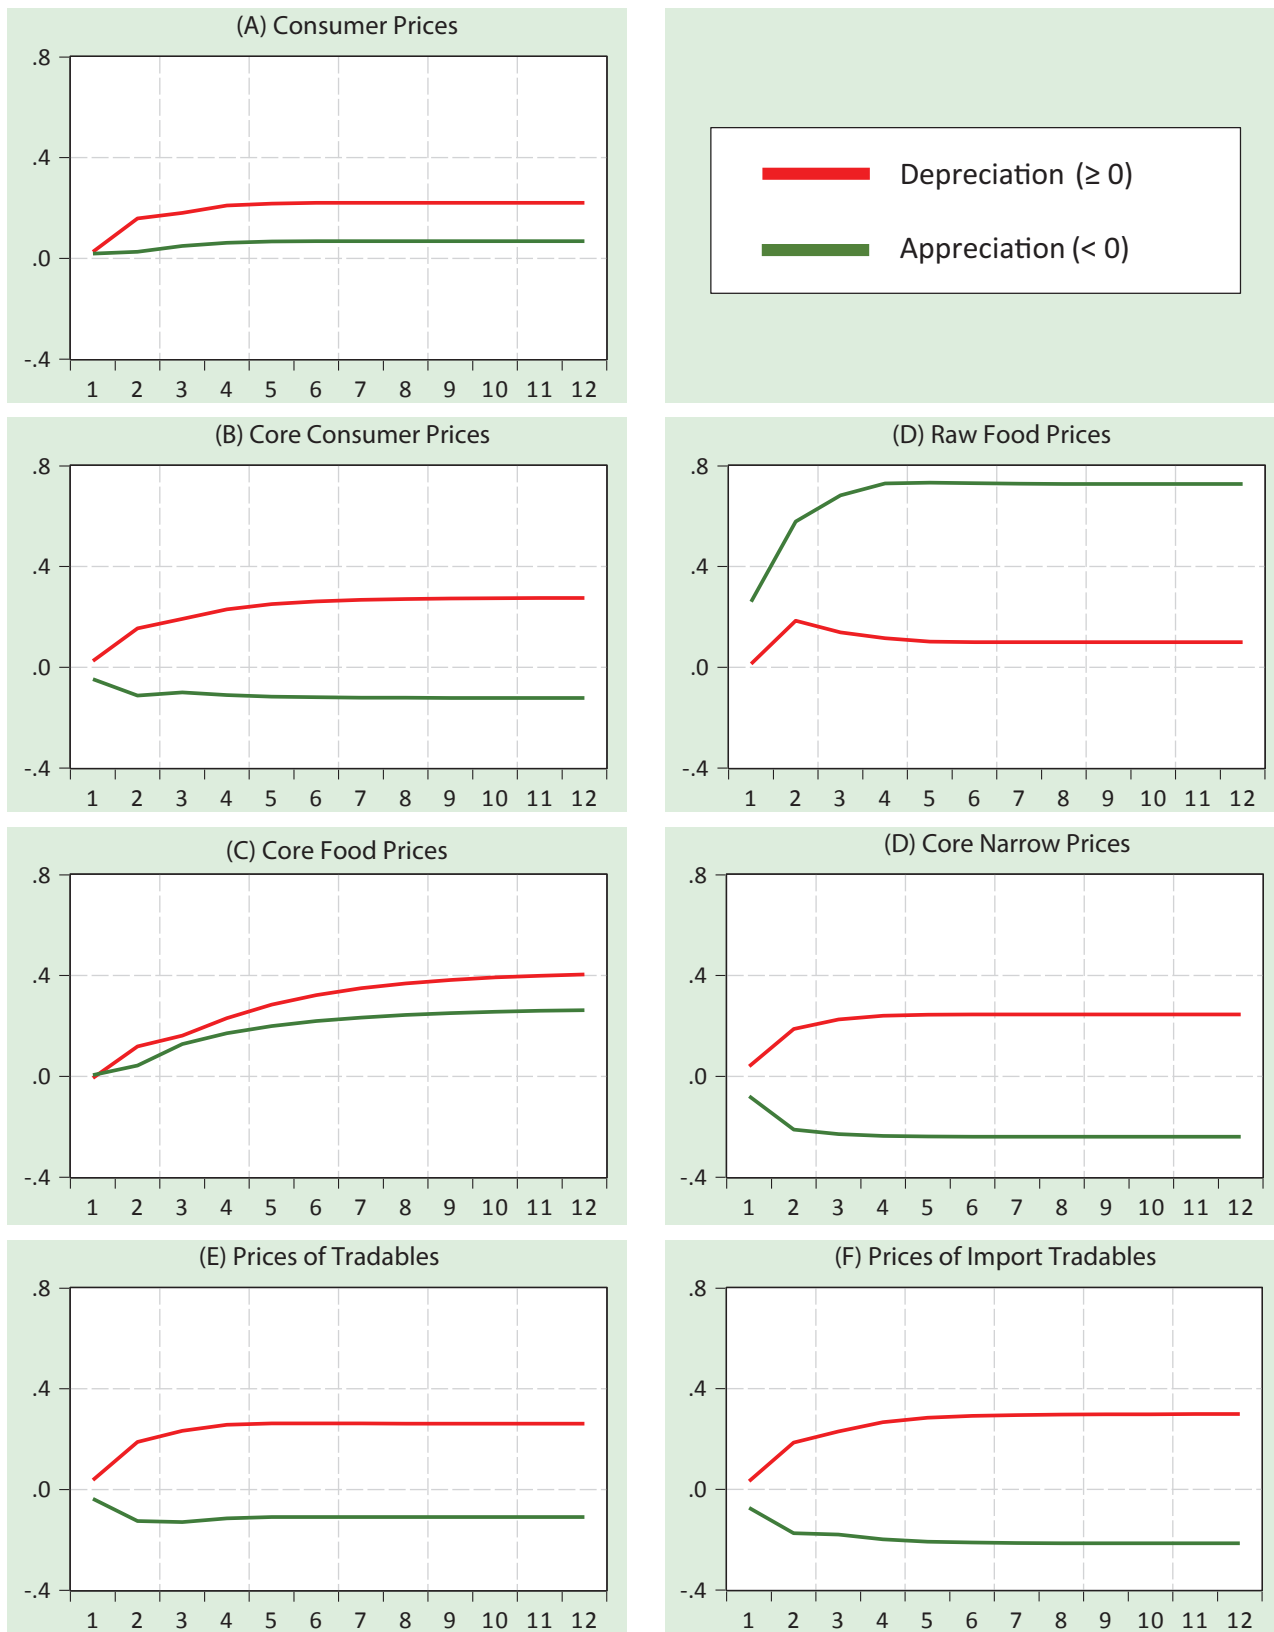 (A) Consumer Prices
.8
.4
.0
-.4
1 2 3 4 5 6 7 8 9 10 11 12
Depreciation (≥ 0)
Appreciation (< 0)
(B) Core Consumer Prices
.8
.4
.0
-.4
1 2 3 4 5 6 7 8 9 10 11 12
(D) Raw Food Prices
.8
.4
.0
-.4
1 2 3 4 5 6 7 8 9 10 11 12
(C) Core Food Prices
.8
.4
.0
-.4
1 2 3 4 5 6 7 8 9 10 11 12
(D) Core Narrow Prices
.8
.4
.0
-.4
1 2 3 4 5 6 7 8 9 10 11 12
(E) Prices of Tradables
.8
.4
.0
-.4
1 2 3 4 5 6 7 8 9 10 11 12
(F) Prices of Import Tradables
.8
.4
.0
-.4
1 2 3 4 5 6 7 8 9 10 11 12